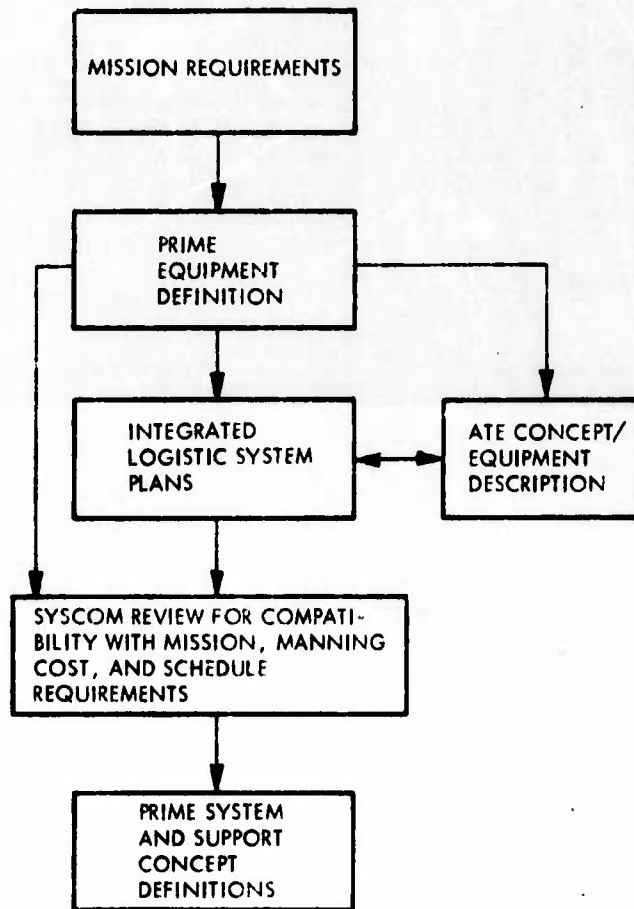 MISSION REQUIREMENTS
PRIME
EQUIPMENT
DEFINITION
INTEGRATED
LOGISTIC SYSTEM
PLANS
ATE CONCEPT/
EQUIPMENT
DESCRIPTION
SYSCOM REVIEW FOR COMPATI-
BILITY WITH MISSION, MANNING
COST, AND SCHEDULE
REQUIREMENTS
PRIME SYSTEM
AND SUPPORT
CONCEPT
DEFINITIONS